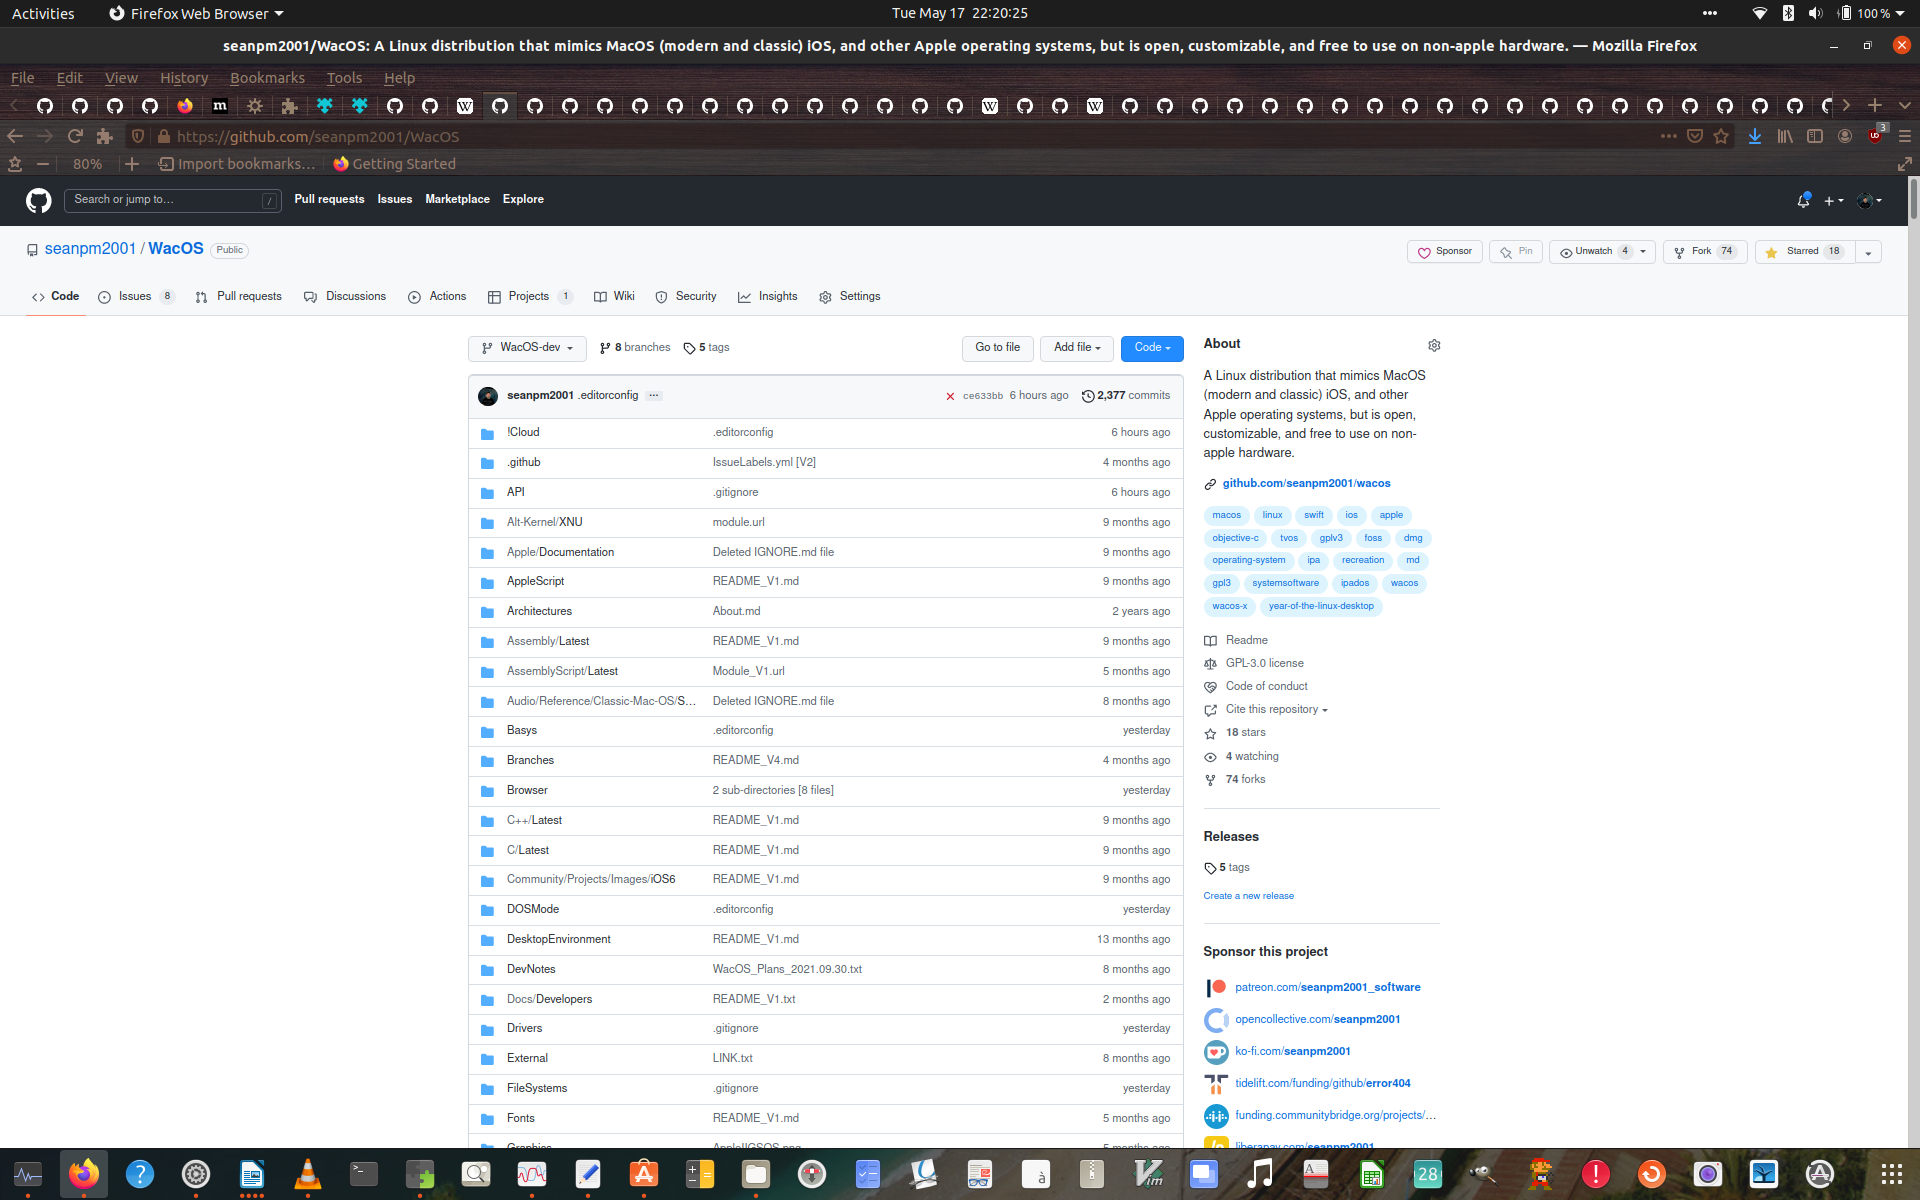 Activities Firefox Web Browser Tue May 17 22:20:25 100 %
seanpm2001/WacOS: A Linux distribution that mimics MacOS (modern and classic) iOS, and other Apple operating systems, but is open, customizable, and free to use on non-apple hardware. — Mozilla Firefox
File Edit View History Bookmarks Tools Help
https://github.com/seanpm2001/WacOS 3
80% Import bookmarks... Getting Started
Search or jump to... / Pull requests Issues Marketplace Explore
seanpm2001 / WacOS Public Sponsor Pin Unwatch 4 Fork 74 Starred 18
Code Issues 8 Pull requests Discussions Actions Projects 1 Wiki Security Insights Settings
WacOS-dev 8 branches 5 tags Go to file Add file Code
seanpm2001 .editorconfig ... ce633bb 6 hours ago 2,377 commits
!Cloud .editorconfig 6 hours ago
.github IssueLabels.yml [V2] 4 months ago
API .gitignore 6 hours ago
Alt-Kernel/XNU module.url 9 months ago
Apple/Documentation Deleted IGNORE.md file 9 months ago
AppleScript README_V1.md 9 months ago
Architectures About.md 2 years ago
Assembly/Latest README_V1.md 9 months ago
AssemblyScript/Latest Module_V1.url 5 months ago
Audio/Reference/Classic-Mac-OS/S... Deleted IGNORE.md file 8 months ago
Basys .editorconfig yesterday
Branches README_V4.md 4 months ago
Browser 2 sub-directories [8 files] yesterday
C++/Latest README_V1.md 9 months ago
C/Latest README_V1.md 9 months ago
Community/Projects/Images/iOS6 README_V1.md 9 months ago
DOSMode .editorconfig yesterday
DesktopEnvironment README_V1.md 13 months ago
DevNotes WacOS_Plans_2021.09.30.txt 8 months ago
Docs/Developers README_V1.txt 2 months ago
Drivers .gitignore yesterday
External LINK.txt 8 months ago
FileSystems .gitignore yesterday
Fonts README_V1.md 5 months ago
Graphics AppleIIGSOS.png 5 months ago
About
A Linux distribution that mimics MacOS
(modern and classic) iOS, and other
Apple operating systems, but is open,
customizable, and free to use on non-
apple hardware.
github.com/seanpm2001/wacos
macos linux swift ios apple
objective-c tvos gplv3 foss dmg
operating-system ipa recreation md
gpl3 systemsoftware ipados wacos
wacos-x year-of-the-linux-desktop
Readme
GPL-3.0 license
Code of conduct
Cite this repository
18 stars
4 watching
74 forks
Releases
5 tags
Create a new release
Sponsor this project
patreon.com/seanpm2001_software
opencollective.com/seanpm2001
ko-fi.com/seanpm2001
tidelift.com/funding/github/error404
funding.communitybridge.org/projects/...
liberapay.com/seanpm2001
28